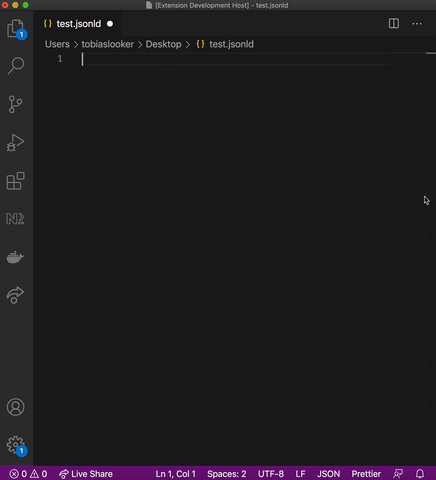 [Extension Development Host] - test.jsonld
{ } test.jsonld
Users > tobiaslooker > Desktop > { } test.jsonld
1
1
1
0 0 Live Share Ln 1, Col 1 Spaces: 2 UTF-8 LF JSON Prettier